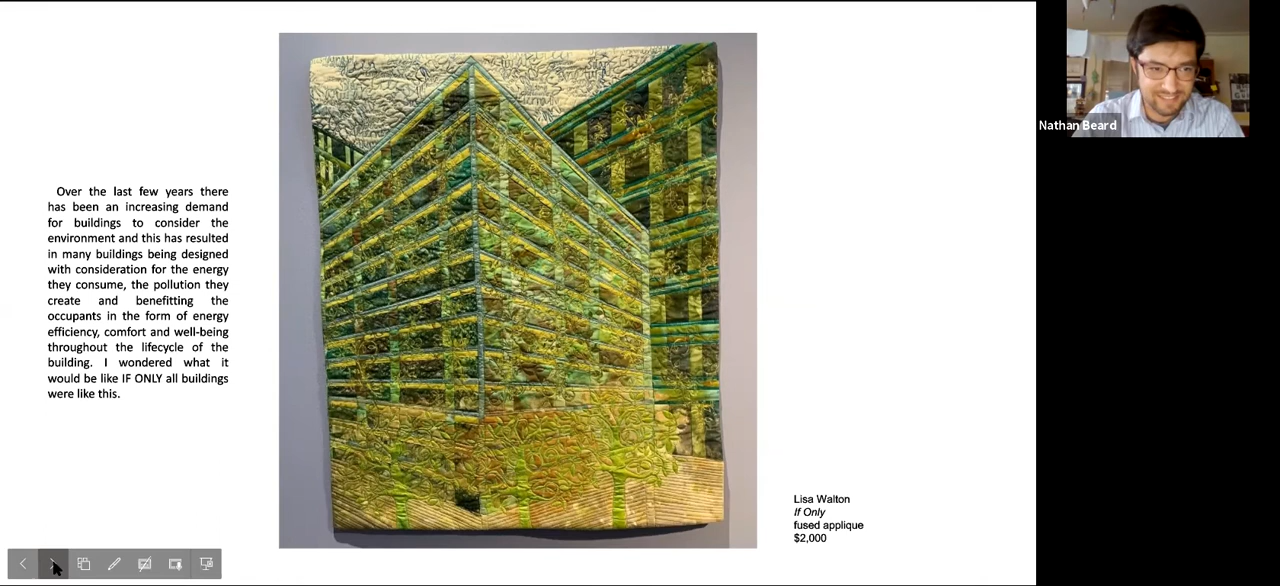 Over the last few years there
has been an increasing demand
for buildings to consider the
environment and this has resulted
in many buildings being designed
with consideration for the energy
they consume, the pollution they
create and benefitting the
occupants in the form of energy
efficiency, comfort and well-being
throughout the lifecycle of the
building. I wondered what it
would be like IF ONLY all buildings
were like this.
Lisa Walton
If Only
fused applique
$2,000
Nathan Beard